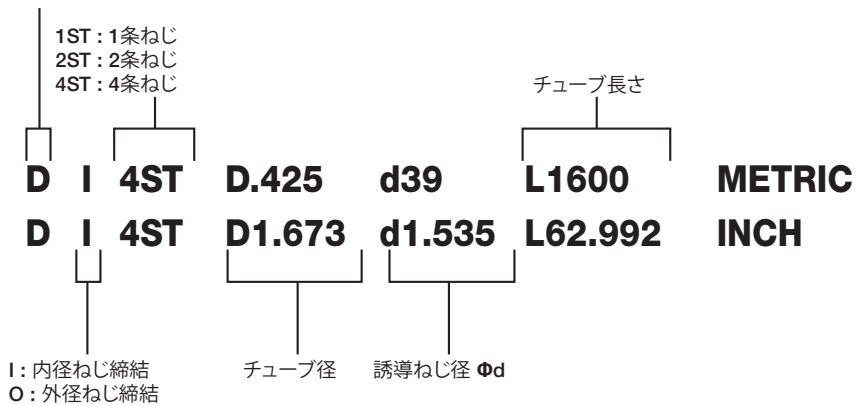 1ST : 1条ねじ
2ST : 2条ねじ
4ST : 4条ねじ
チューブ長さ
D I 4ST D.425 d39 L1600 METRIC
D I 4ST D1.673 d1.535 L62.992 INCH
I : 内径ねじ締結
O : 外径ねじ締結
チューブ径
誘導ねじ径 Φd